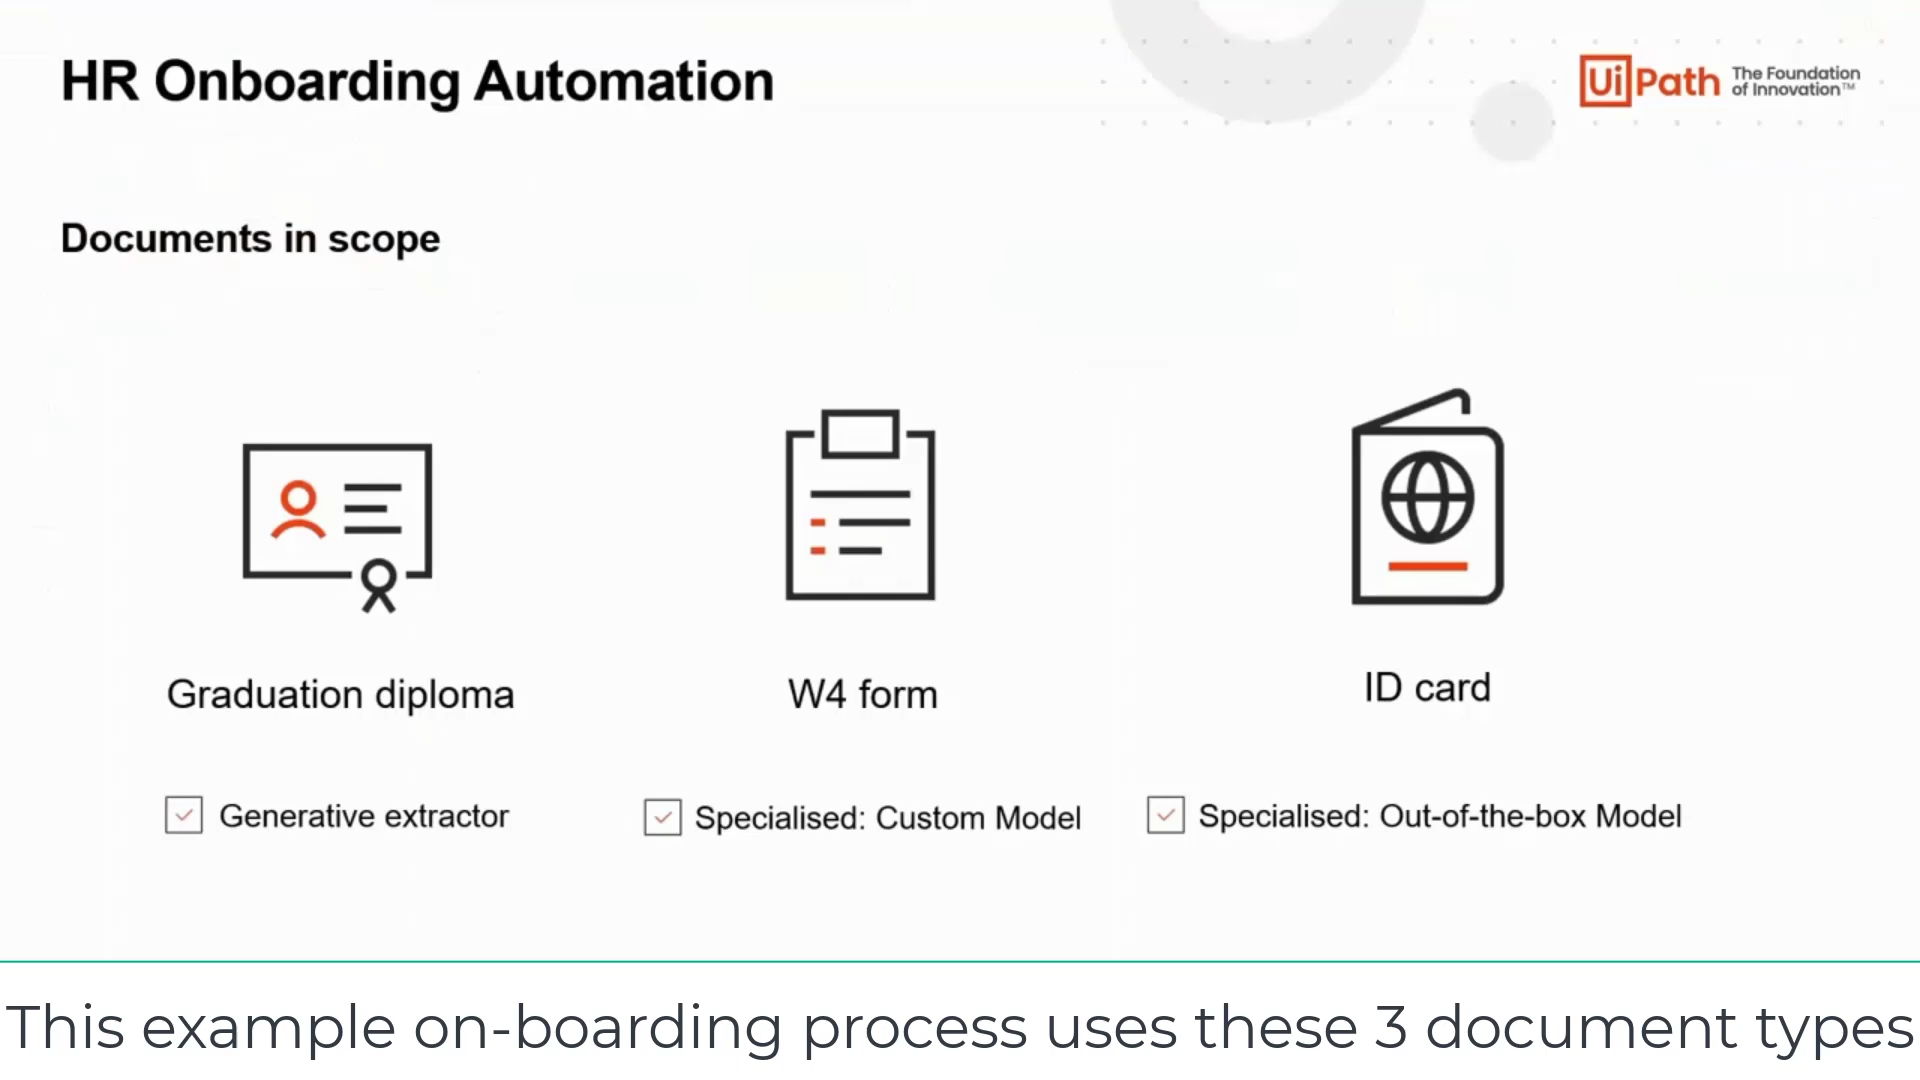 HR Onboarding Automation
UiPath The Foundation
of Innovation™
Documents in scope
Graduation diploma
W4 form
ID card
Generative extractor
Specialised: Custom Model
Specialised: Out-of-the-box Model
This example on-boarding process uses these 3 document types